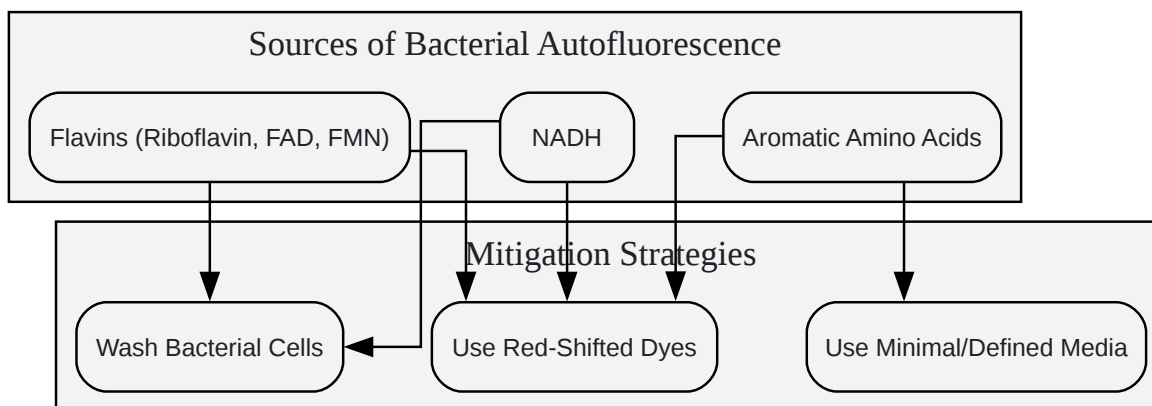 Sources of Bacterial Autofluorescence
Flavins (Riboflavin, FAD, FMN)
NADH
Aromatic Amino Acids
Mitigation Strategies
Wash Bacterial Cells
Use Red-Shifted Dyes
Use Minimal/Defined Media